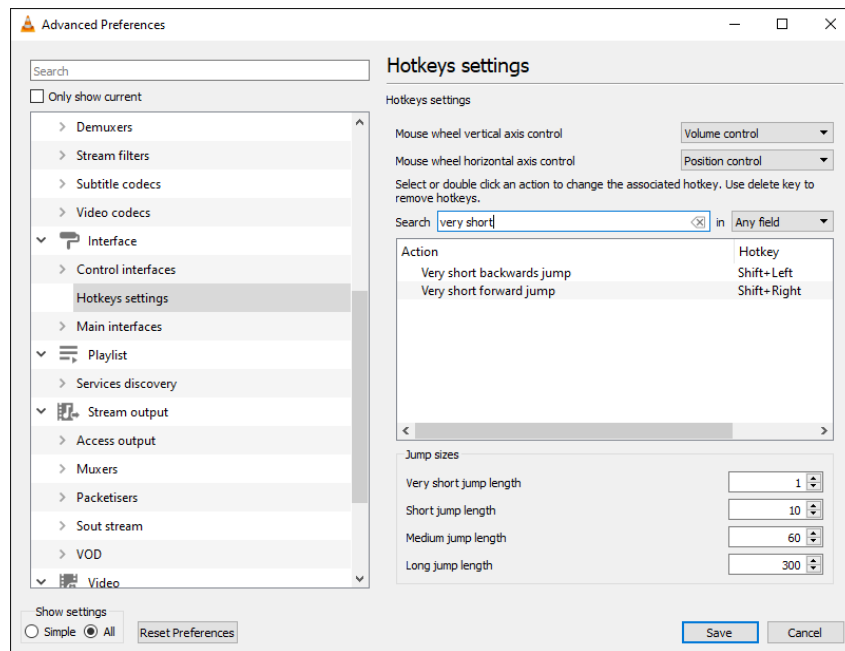 Advanced Preferences
Search
Only show current
Demuxers
Stream filters
Subtitle codecs
Video codecs
Interface
Control interfaces
Hotkeys settings
Main interfaces
Playlist
Services discovery
Stream output
Access output
Muxers
Packetisers
Sout stream
VOD
Video
Show settings
Simple All Reset Preferences
Hotkeys settings
Hotkeys settings
Mouse wheel vertical axis control Volume control
Mouse wheel horizontal axis control Position control
Select or double click an action to change the associated hotkey. Use delete key to
remove hotkeys.
Search very short in Any field
Action Hotkey
Very short backwards jump Shift+Left
Very short forward jump Shift+Right
Jump sizes
Very short jump length 1
Short jump length 10
Medium jump length 60
Long jump length 300
Save Cancel